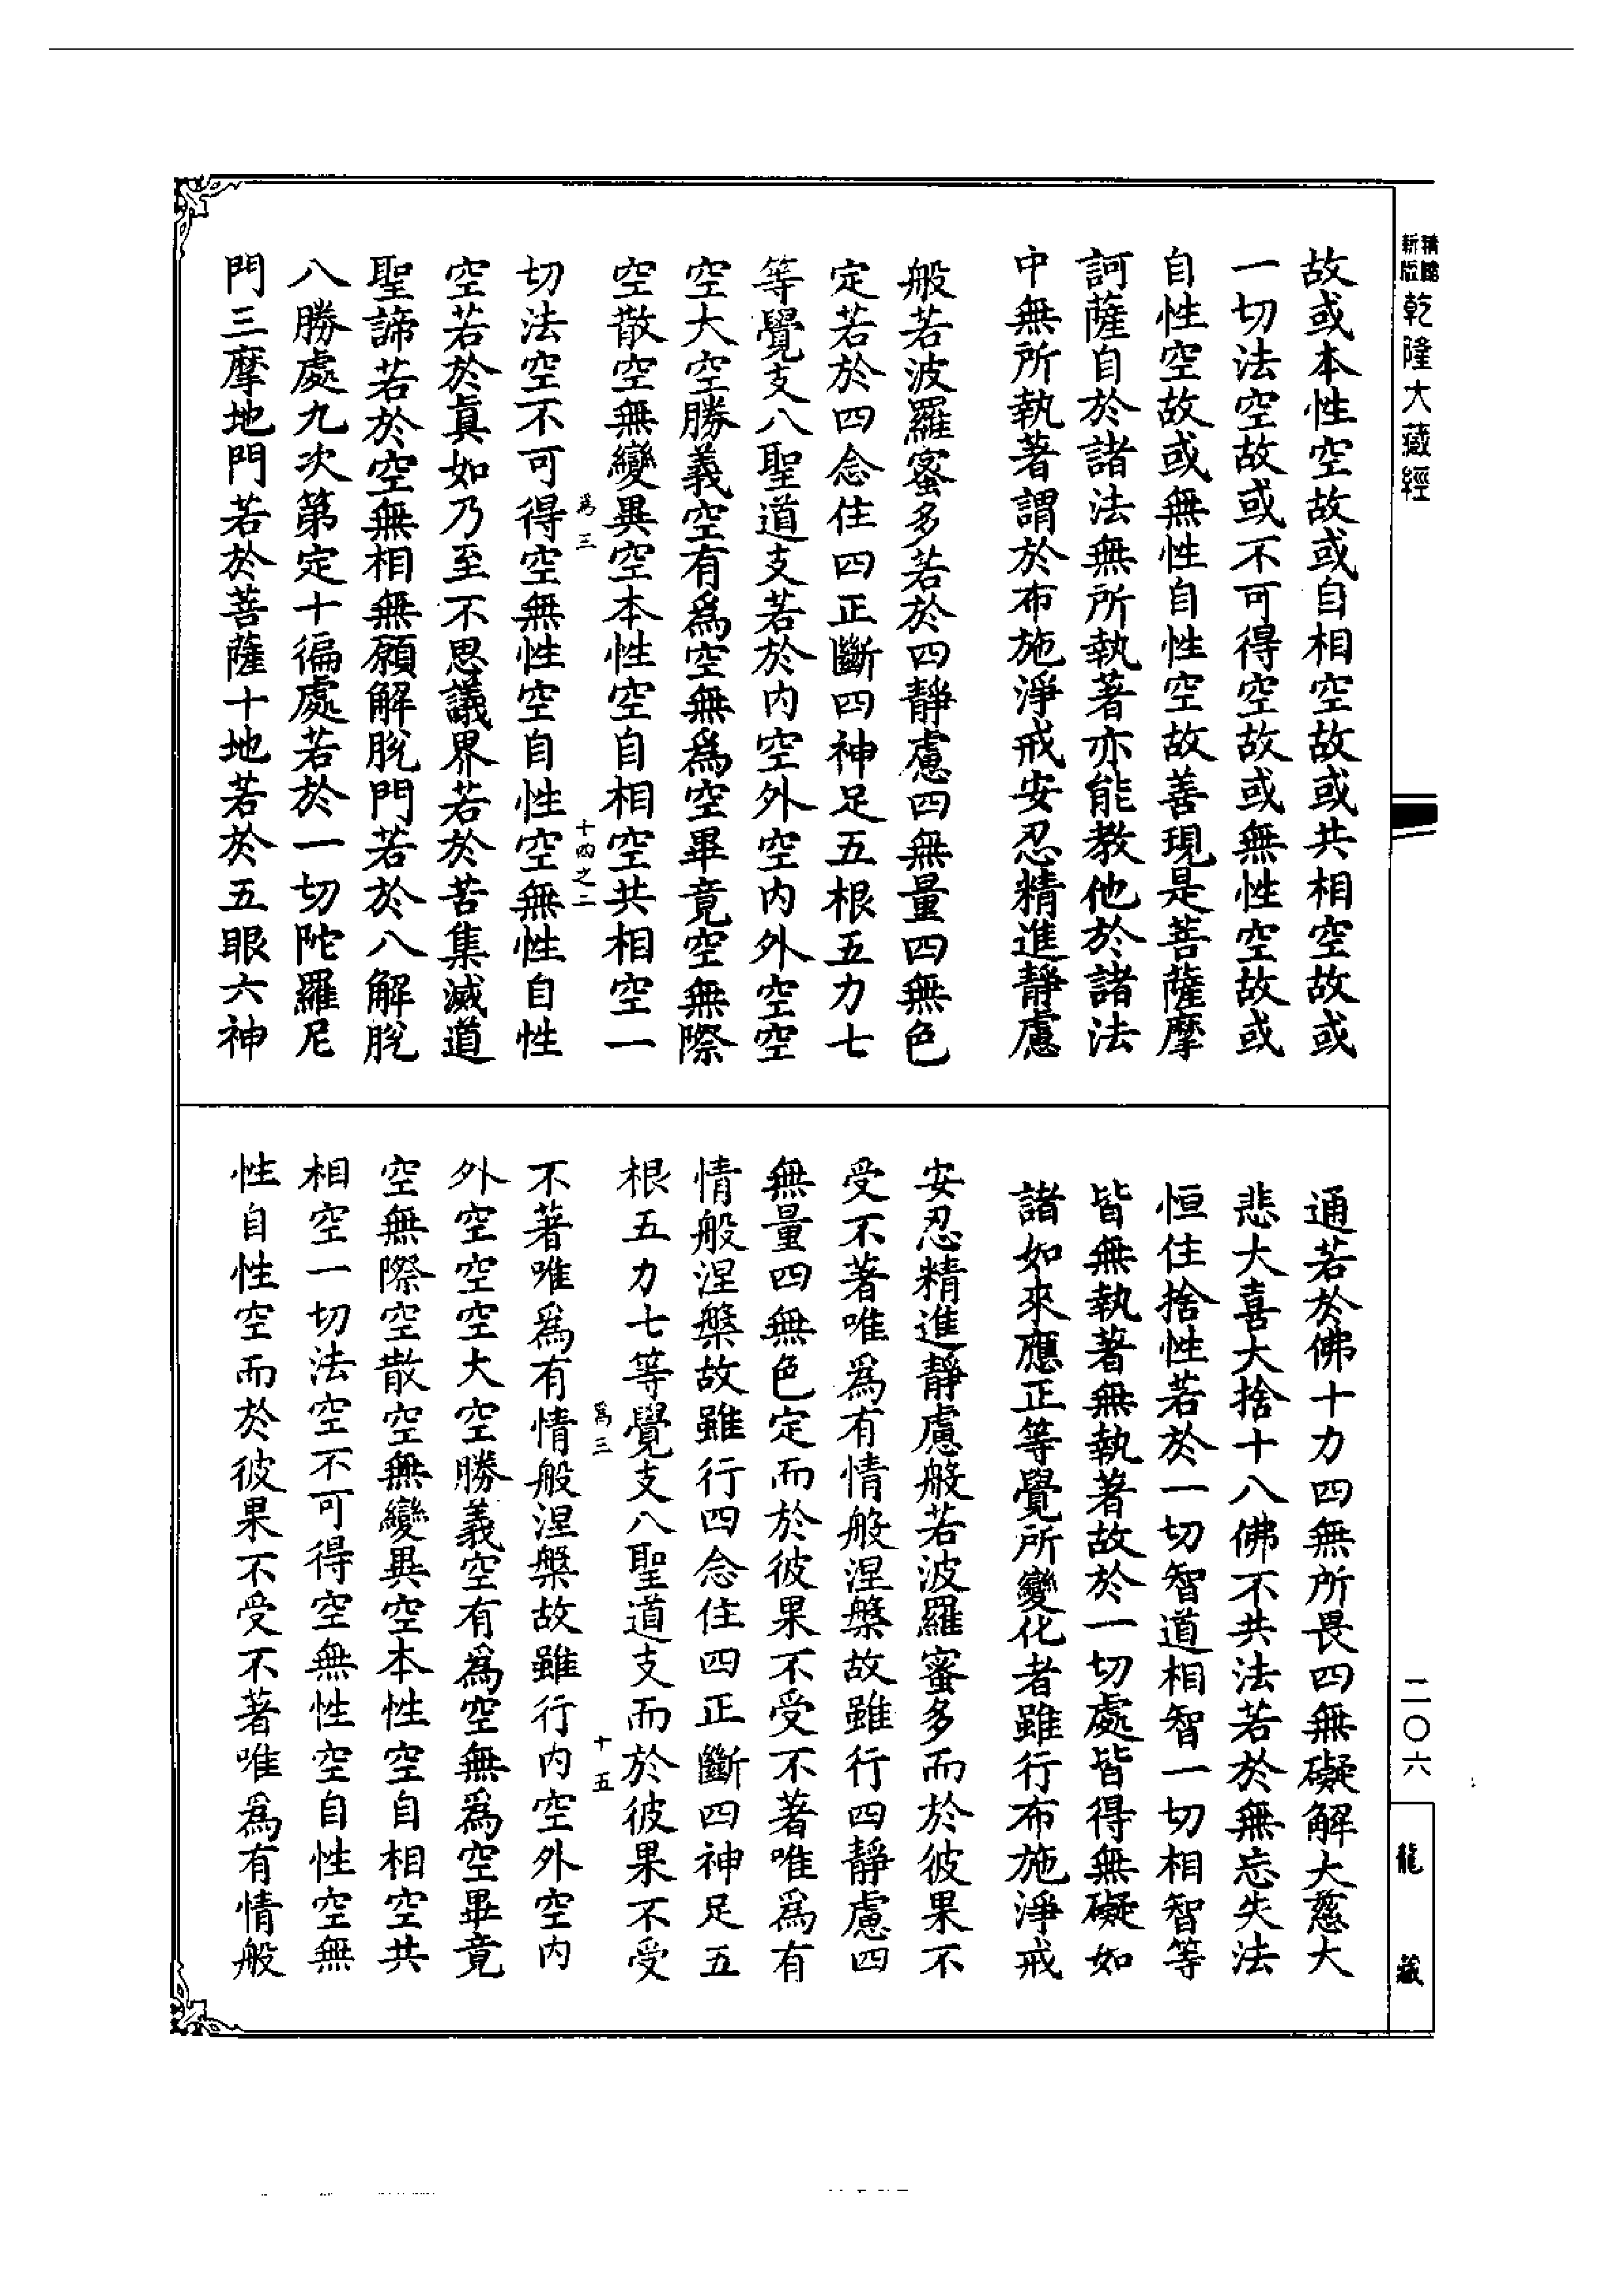 精縮
新版
乾隆大藏經
故或本性空故或自相空故或共相空故或
一切法空故或不可得空故或無性空故或
自性空故或無性自性空故善現是菩薩摩
訶薩自於諸法無所執著亦能教他於諸法
中無所執著謂於布施淨戒安忍精進靜慮
般若波羅蜜多若於四靜慮四無量四無色
定若於四念住四正斷四神足五根五力七
等覺支八聖道支若於內空外空內外空空
空大空勝義空有為空無為空畢竟空無際
空散空無變異空本性空自相空共相空一
為三
十四之二
切法空不可得空無性空自性空無性自性
空若於真如乃至不思議界若於苦集滅道
聖諦若於空無相無願解脫門若於八解脫
八勝處九次第定十徧處若於一切陀羅尼
門三摩地門若於菩薩十地若於五眼六神
通若於佛十力四無所畏四無礙解大慈大
悲大喜大捨十八佛不共法若於無忘失法
恒住捨性若於一切智道相智一切相智等
皆無執著無執著故於一切處皆得無礙如
諸如來應正等覺所變化者雖行布施淨戒
安忍精進靜慮般若波羅蜜多而於彼果不
受不著唯為有情般涅槃故雖行四靜慮四
無量四無色定而於彼果不受不著唯為有
情般涅槃故雖行四念住四正斷四神足五
根五力七等覺支八聖道支而於彼果不受
為三
十五
不著唯為有情般涅槃故雖行內空外空內
外空空空大空勝義空有為空無為空畢竟
空無際空散空無變異空本性空自相空共
相空一切法空不可得空無性空自性空無
性自性空而於彼果不受不著唯為有情般
二〇六
龍藏